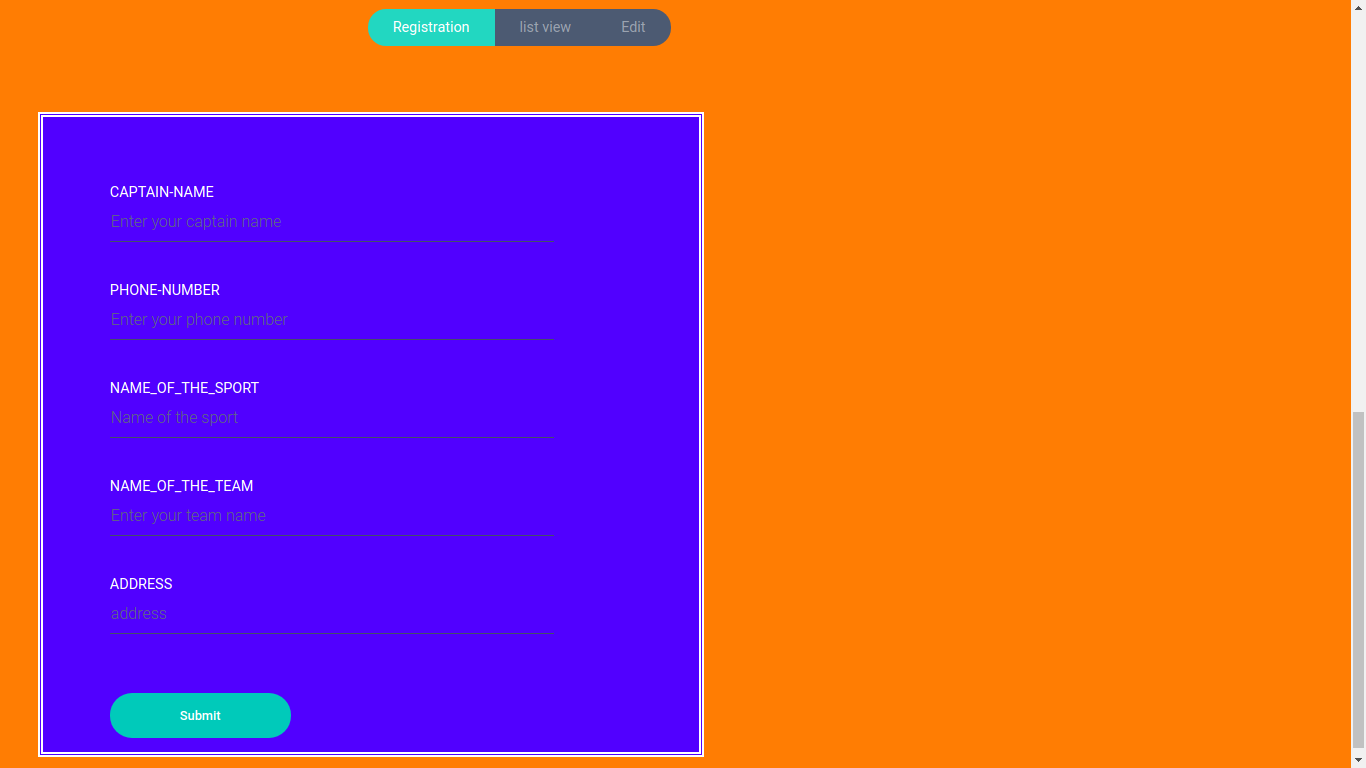 Registration list view Edit
CAPTAIN-NAME
Enter your captain name
PHONE-NUMBER
Enter your phone number
NAME_OF_THE_SPORT
Name of the sport
NAME_OF_THE_TEAM
Enter your team name
ADDRESS
address
Submit